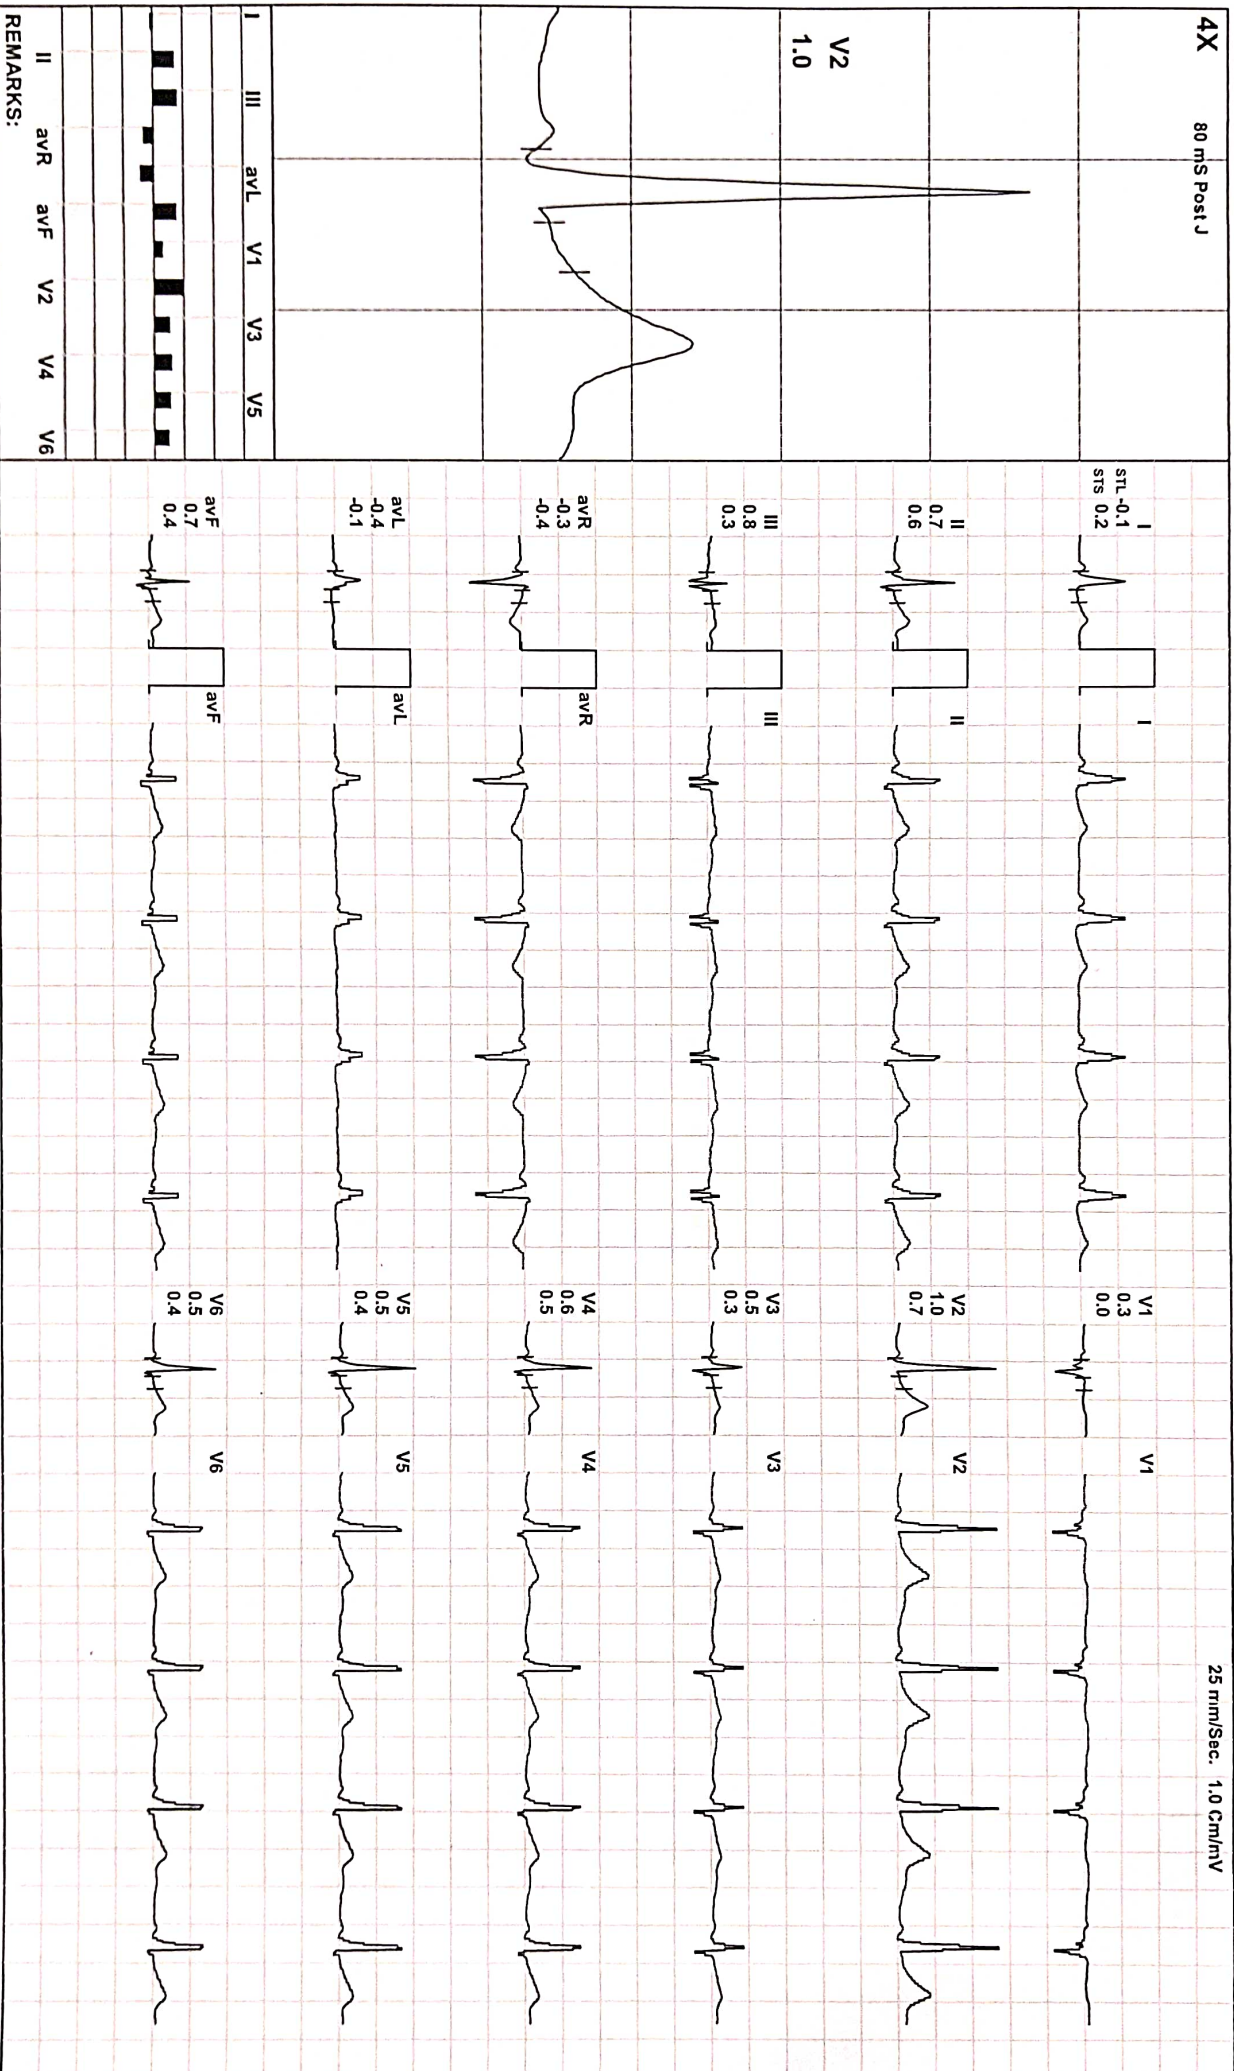 4X
80 mS Post J
25 mm/Sec. 1.0 Cm/mV
V2
1.0
I
STL -0.1
STS 0.2
I
II
0.7
0.6
II
III
0.8
0.3
III
avR
-0.3
-0.4
avR
avL
-0.4
-0.1
avL
avF
0.7
0.4
avF
V1
0.3
0.0
V1
V2
1.0
0.7
V2
V3
0.5
0.3
V3
V4
0.6
0.5
V4
V5
0.5
0.4
V5
V6
0.5
0.4
V6
I III avL V1 V3 V5
II avR avF V2 V4 V6
REMARKS: